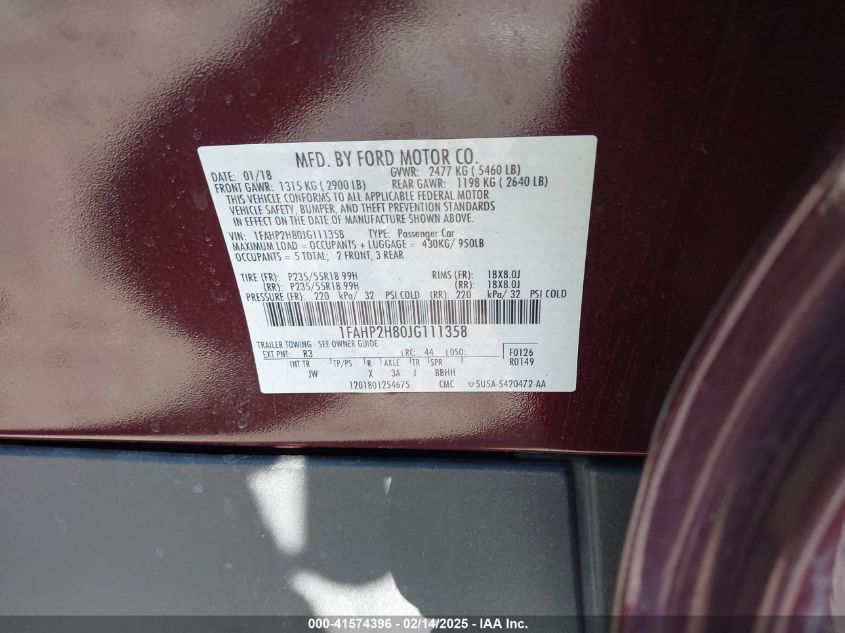 MFD. BY FORD MOTOR CO.
DATE: 01/18 GVWR: 2477 KG ( 5460 LB)
FRONT GAWR: 1315 KG ( 2900 LB) REAR GAWR: 1198 KG ( 2640 LB)
THIS VEHICLE CONFORMS TO ALL APPLICABLE FEDERAL MOTOR
VEHICLE SAFETY, BUMPER, AND THEFT PREVENTION STANDARDS
IN EFFECT ON THE DATE OF MANUFACTURE SHOWN ABOVE.
VIN: 1FAHP2H80JG111358 TYPE: Passenger Car
MAXIMUM LOAD = OCCUPANTS + LUGGAGE = 430KG/ 950LB
OCCUPANTS = 5 TOTAL; 2 FRONT, 3 REAR
TIRE (FR): P235/55R18 99H RIMS (FR): 18X8.0J
(RR): P235/55R18 99H (RR): 18X8.0J
PRESSURE (FR): 220 kPa/ 32 PSI COLD (RR): 220 kPa/ 32 PSI COLD
1FAHP2H80JG111358
TRAILER TOWING - SEE OWNER GUIDE
EXT PNT: R3 RC: 44 DSO: F0126
INT TR TP/PS R AXLE TR SPR R0149
JW X 3A J BBHH
1201801254675 CMC ▽5U5A-5420472-AA
000-41574396 - 02/14/2025 - IAA Inc.